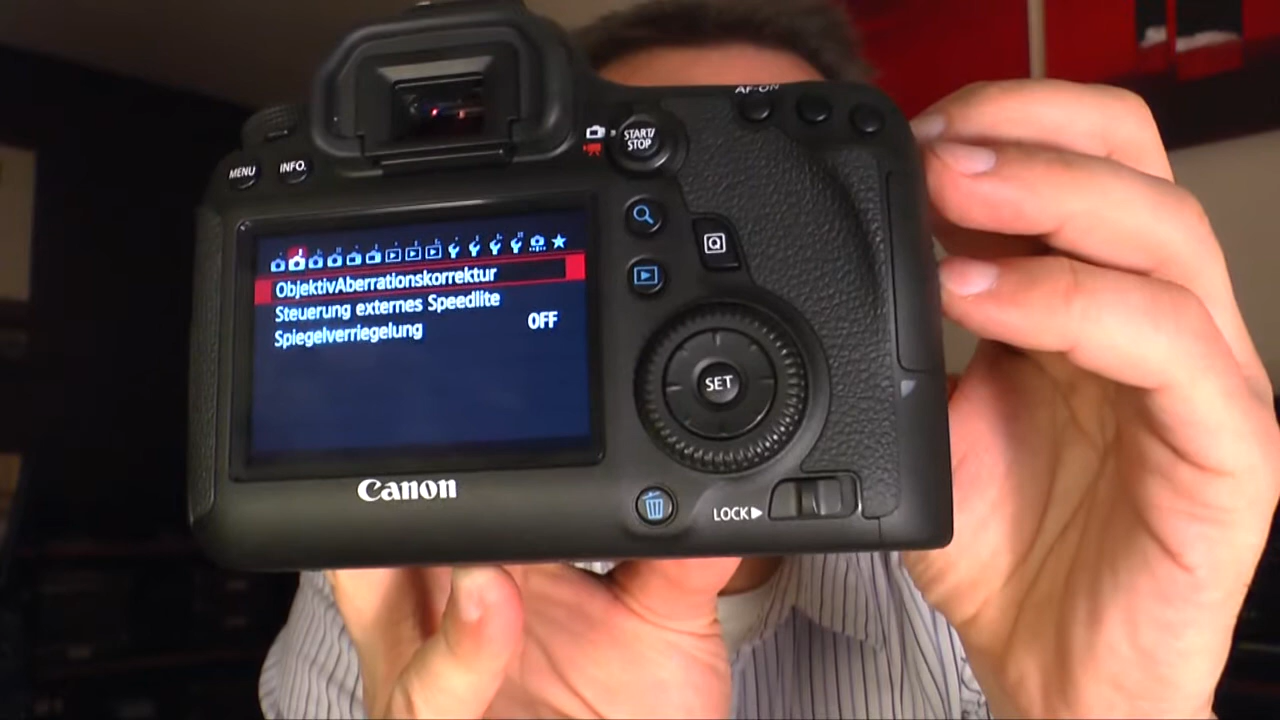 AF-ON
START/
STOP
MENU
INFO.
Q
ObjektivAberrationskorrektur
Steuerung externes Speedlite
Spiegelverriegelung OFF
SET
Canon
LOCK